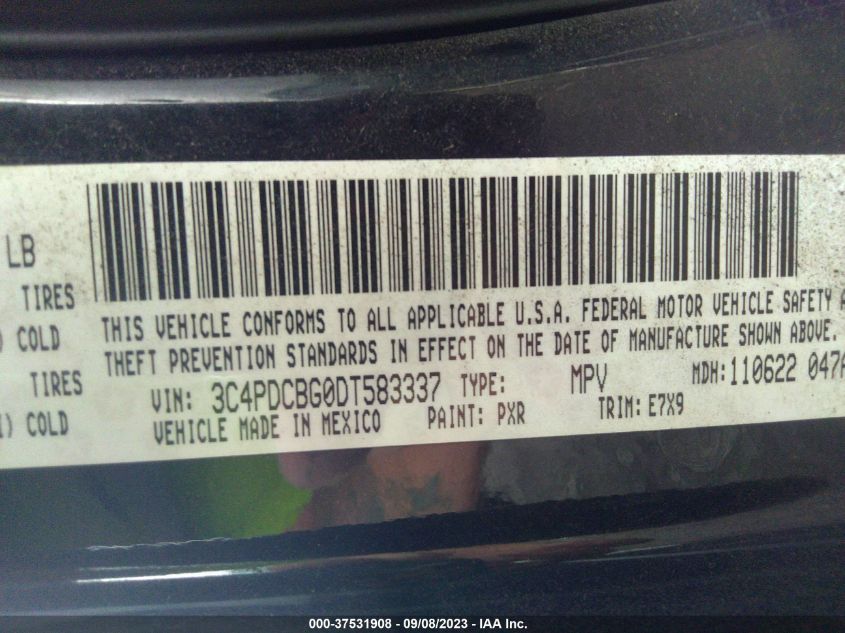 LB
TIRES
) COLD
TIRES
) COLD
THIS VEHICLE CONFORMS TO ALL APPLICABLE U.S.A. FEDERAL MOTOR VEHICLE SAFETY A
THEFT PREVENTION STANDARDS IN EFFECT ON THE DATE OF MANUFACTURE SHOWN ABOVE.
VIN: 3C4PDCBG0DT583337 TYPE: MPV MDH: 110622 047A
VEHICLE MADE IN MEXICO PAINT: PXR TRIM: E7X9
000-37531908 - 09/08/2023 - IAA Inc.